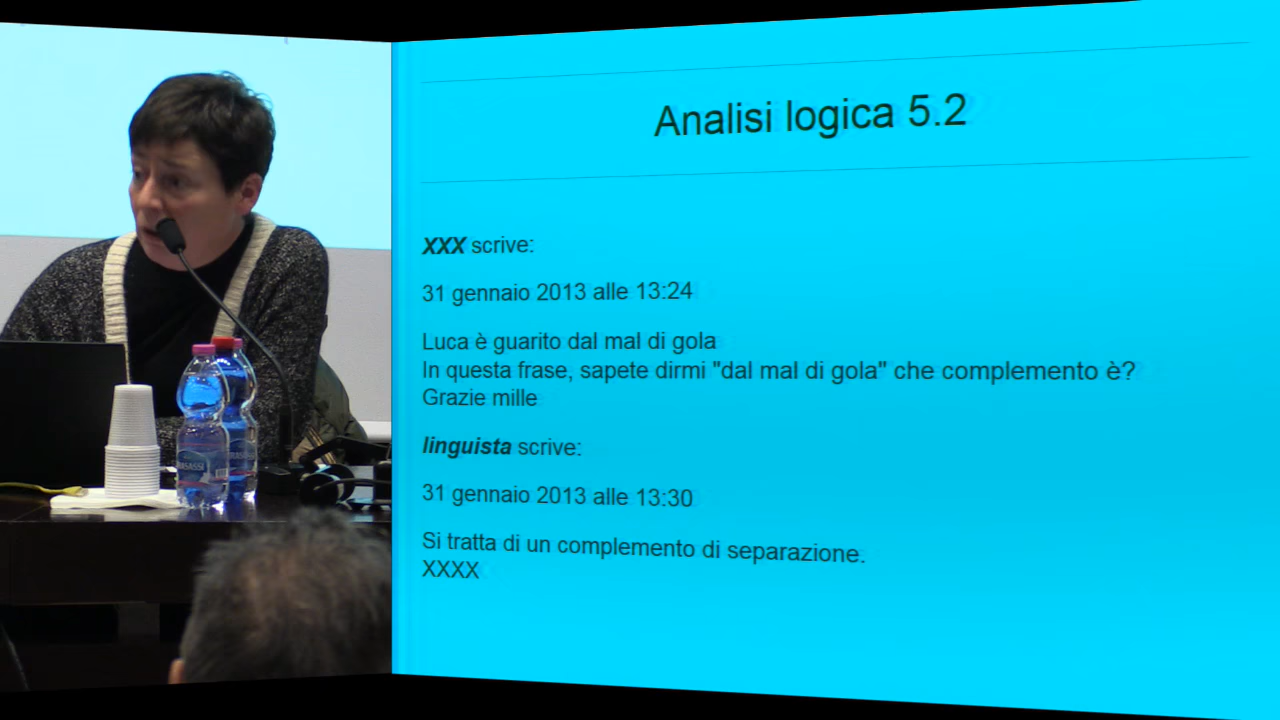 Analisi logica 5.2
XXX scrive:
31 gennaio 2013 alle 13:24
Luca è guarito dal mal di gola
In questa frase, sapete dirmi "dal mal di gola" che complemento è?
Grazie mille
linguista scrive:
31 gennaio 2013 alle 13:30
Si tratta di un complemento di separazione.
XXXX